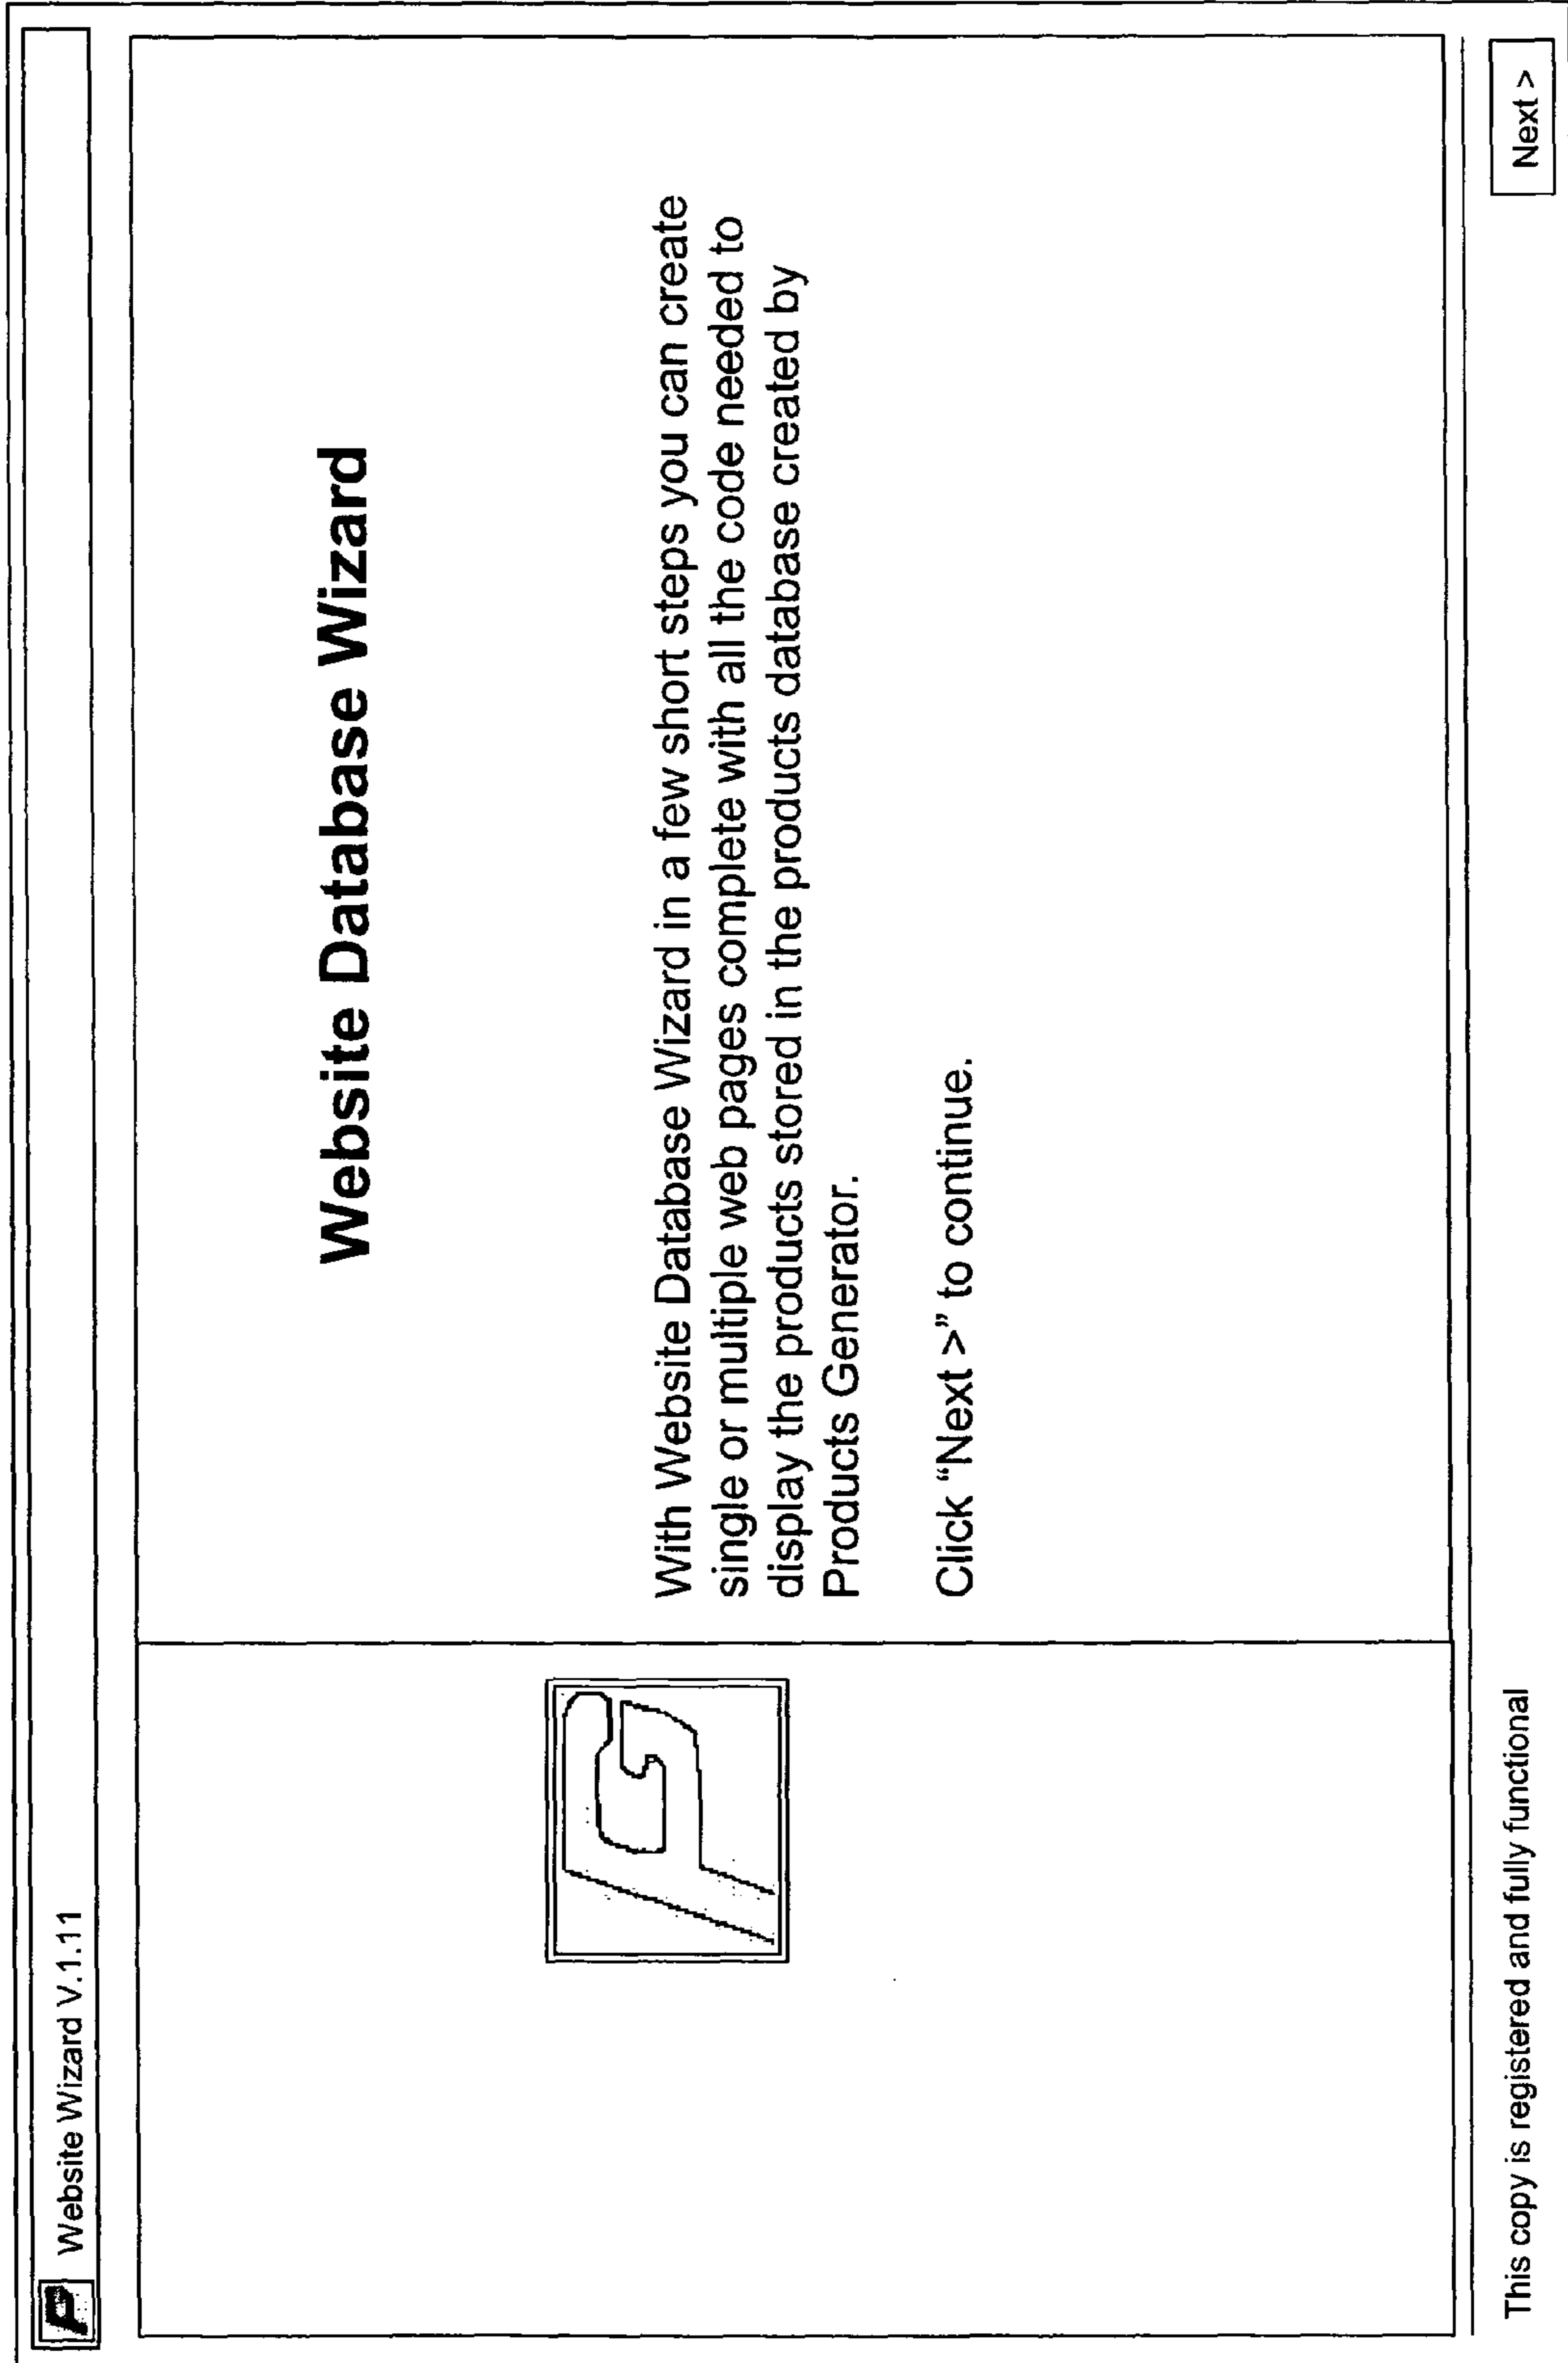 Website Wizard V.1.11
Website Database Wizard
With Website Database Wizard in a few short steps you can create
single or multiple web pages complete with all the code needed to
display the products stored in the products database created by
Products Generator.
Click “Next >” to continue.
This copy is registered and fully functional
Next >